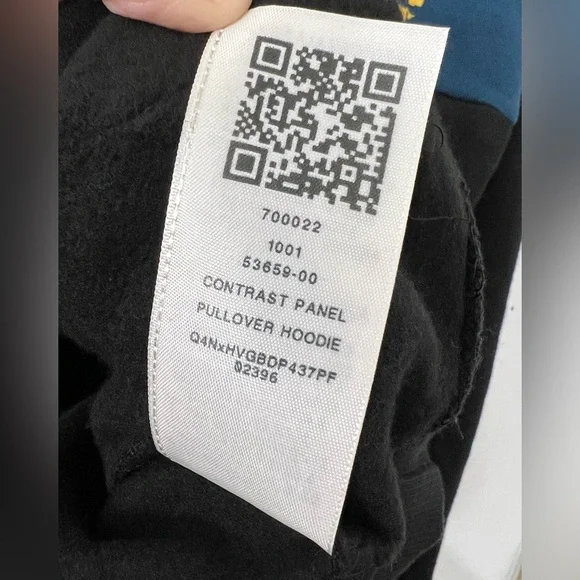 700022
1001
53659-00
CONTRAST PANEL
PULLOVER HOODIE
Q4NxHVGBDP437PF
02396